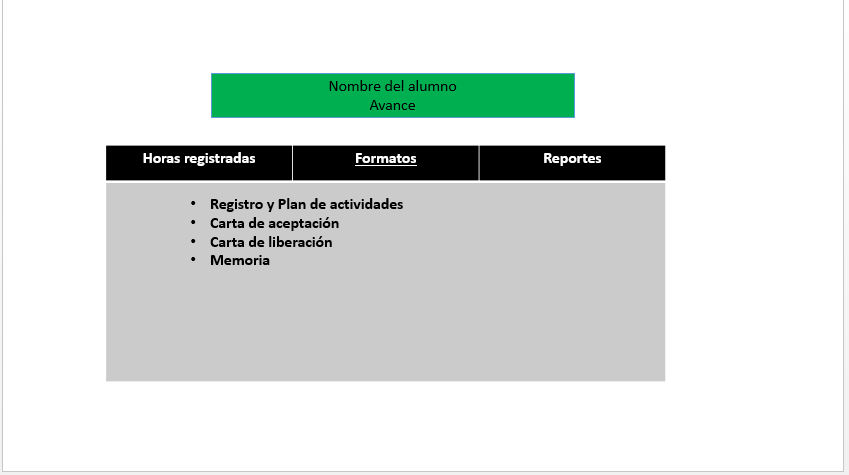 Nombre del alumno
Avance
Horas registradas
Formatos
Reportes
• Registro y Plan de actividades
• Carta de aceptación
• Carta de liberación
• Memoria